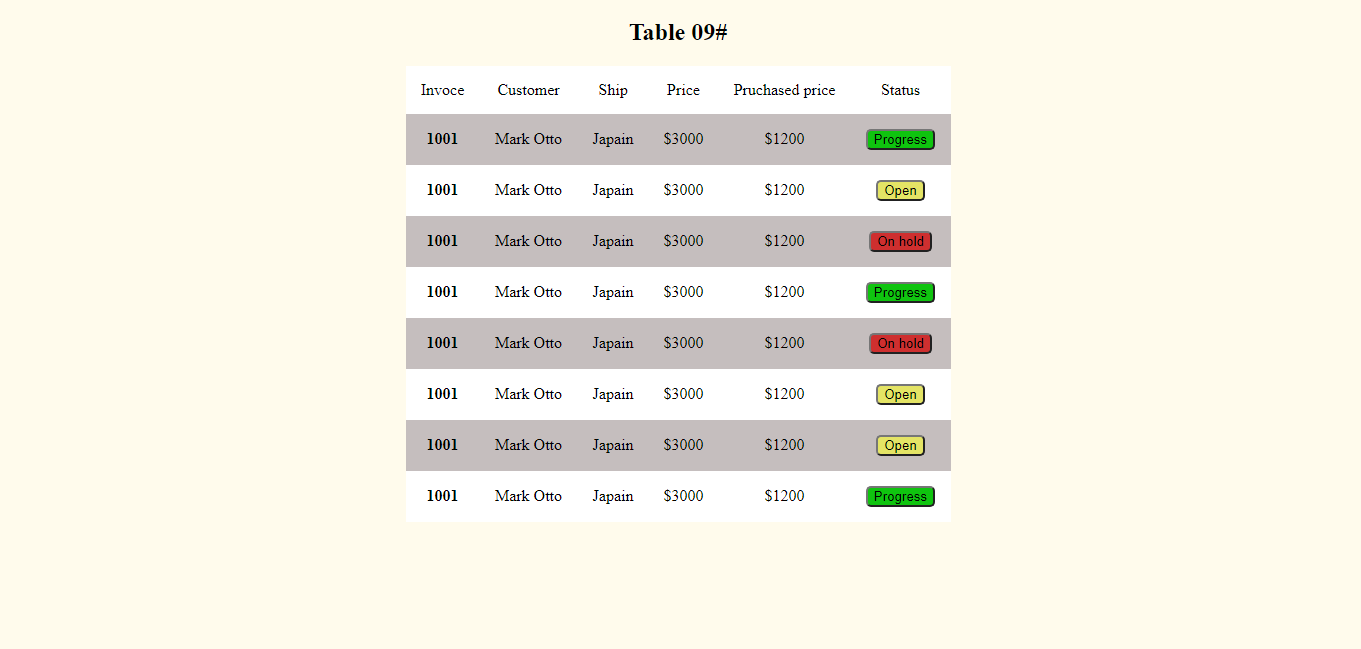 Table 09#
Invoce Customer Ship Price Pruchased price Status
1001 Mark Otto Japain $3000 $1200 Progress
1001 Mark Otto Japain $3000 $1200 Open
1001 Mark Otto Japain $3000 $1200 On hold
1001 Mark Otto Japain $3000 $1200 Progress
1001 Mark Otto Japain $3000 $1200 On hold
1001 Mark Otto Japain $3000 $1200 Open
1001 Mark Otto Japain $3000 $1200 Open
1001 Mark Otto Japain $3000 $1200 Progress